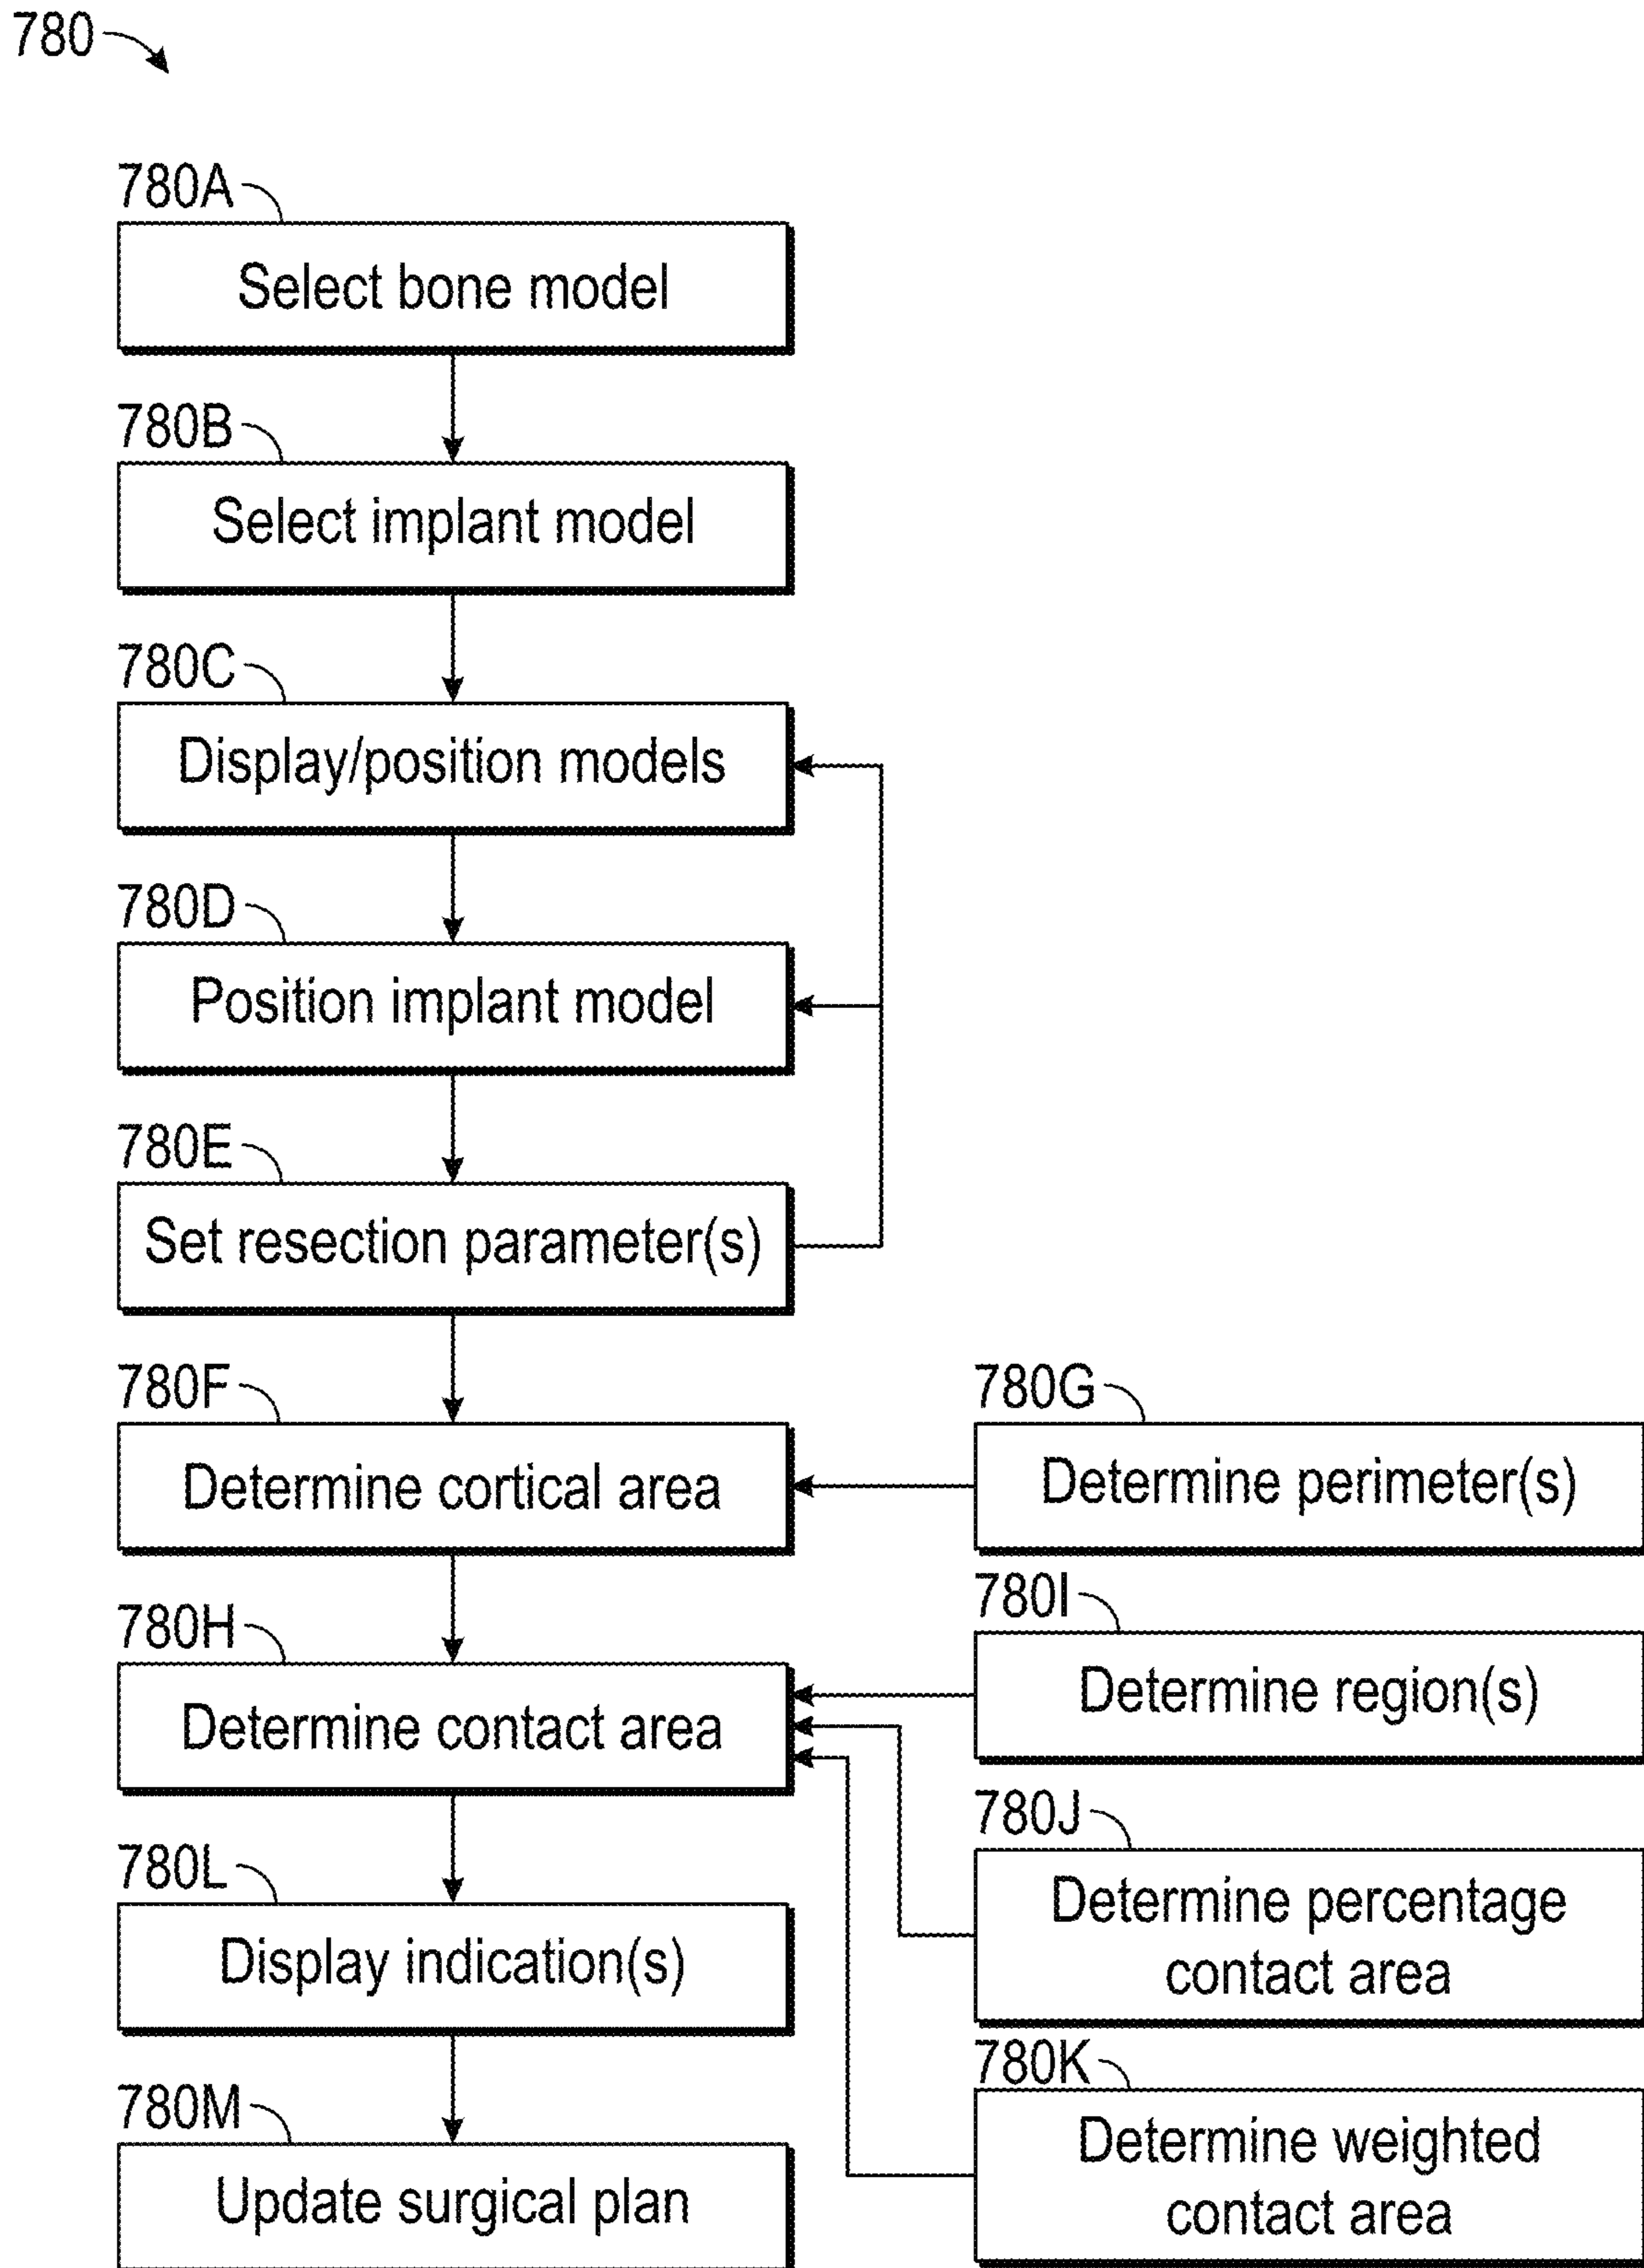 780
780A
Select bone model
780B
Select implant model
780C
Display/position models
780D
Position implant model
780E
Set resection parameter(s)
780F
Determine cortical area
780G
Determine perimeter(s)
780H
Determine contact area
780I
Determine region(s)
780J
Determine percentage
contact area
780K
Determine weighted
contact area
780L
Display indication(s)
780M
Update surgical plan